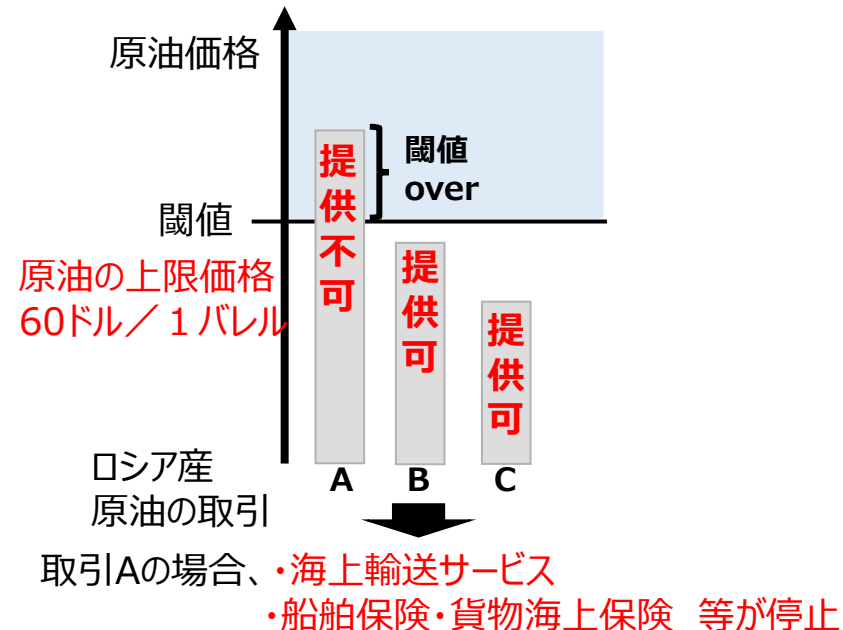 原油価格
閾値
over
提供不可
閾値
提供可
原油の上限価格
60ドル／１バレル
提供可
ロシア産
原油の取引
A
B
C
取引Aの場合、・海上輸送サービス
・船舶保険・貨物海上保険　等が停止